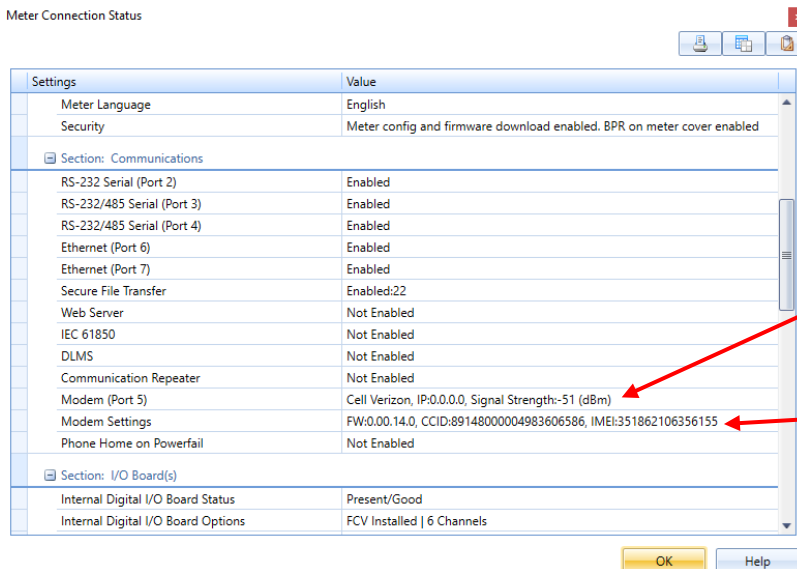 Meter Connection Status
Settings Value
Meter Language English
Security Meter config and firmware download enabled. BPR on meter cover enabled
Section: Communications
RS-232 Serial (Port 2) Enabled
RS-232/485 Serial (Port 3) Enabled
RS-232/485 Serial (Port 4) Enabled
Ethernet (Port 6) Enabled
Ethernet (Port 7) Enabled
Secure File Transfer Enabled:22
Web Server Not Enabled
IEC 61850 Not Enabled
DLMS Not Enabled
Communication Repeater Not Enabled
Modem (Port 5) Cell Verizon, IP:0.0.0.0, Signal Strength:-51 (dBm)
Modem Settings FW:0.00.14.0, CCID:89148000004983606586, IMEI:351862106356155
Phone Home on Powerfail Not Enabled
Section: I/O Board(s)
Internal Digital I/O Board Status Present/Good
Internal Digital I/O Board Options FCV Installed | 6 Channels
OK Help